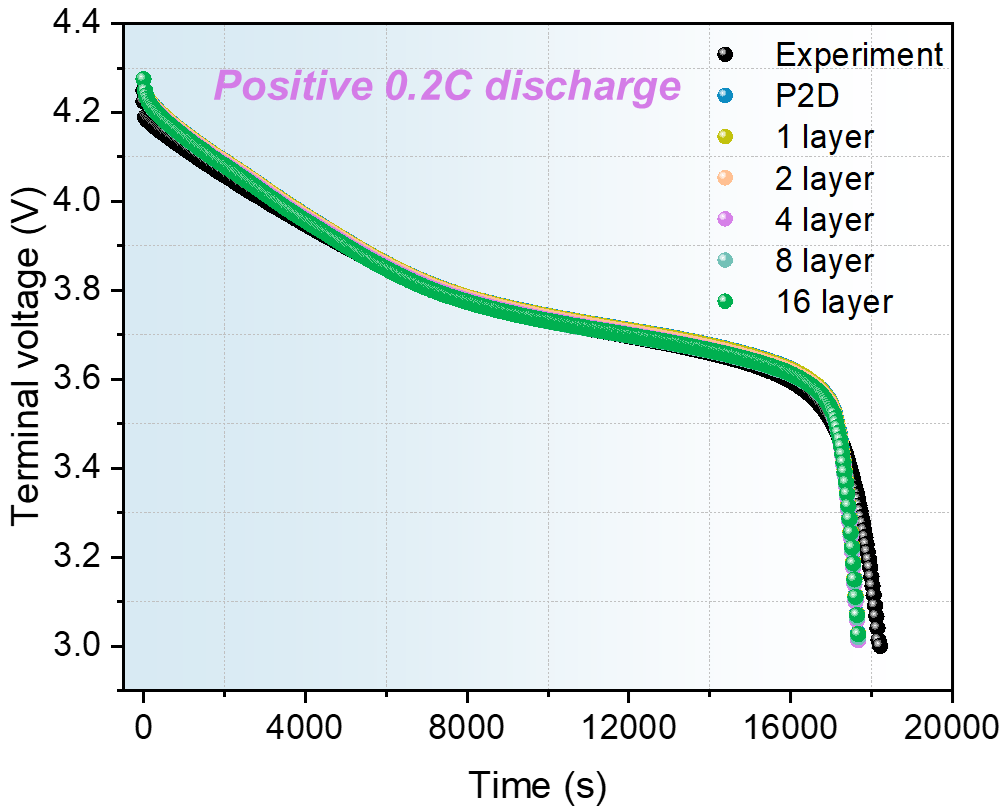 Positive 0.2C discharge
Experiment
P2D
1 layer
2 layer
4 layer
8 layer
16 layer
Terminal voltage (V)
4.4
4.2
4.0
3.8
3.6
3.4
3.2
3.0
0 4000 8000 12000 16000 20000
Time (s)